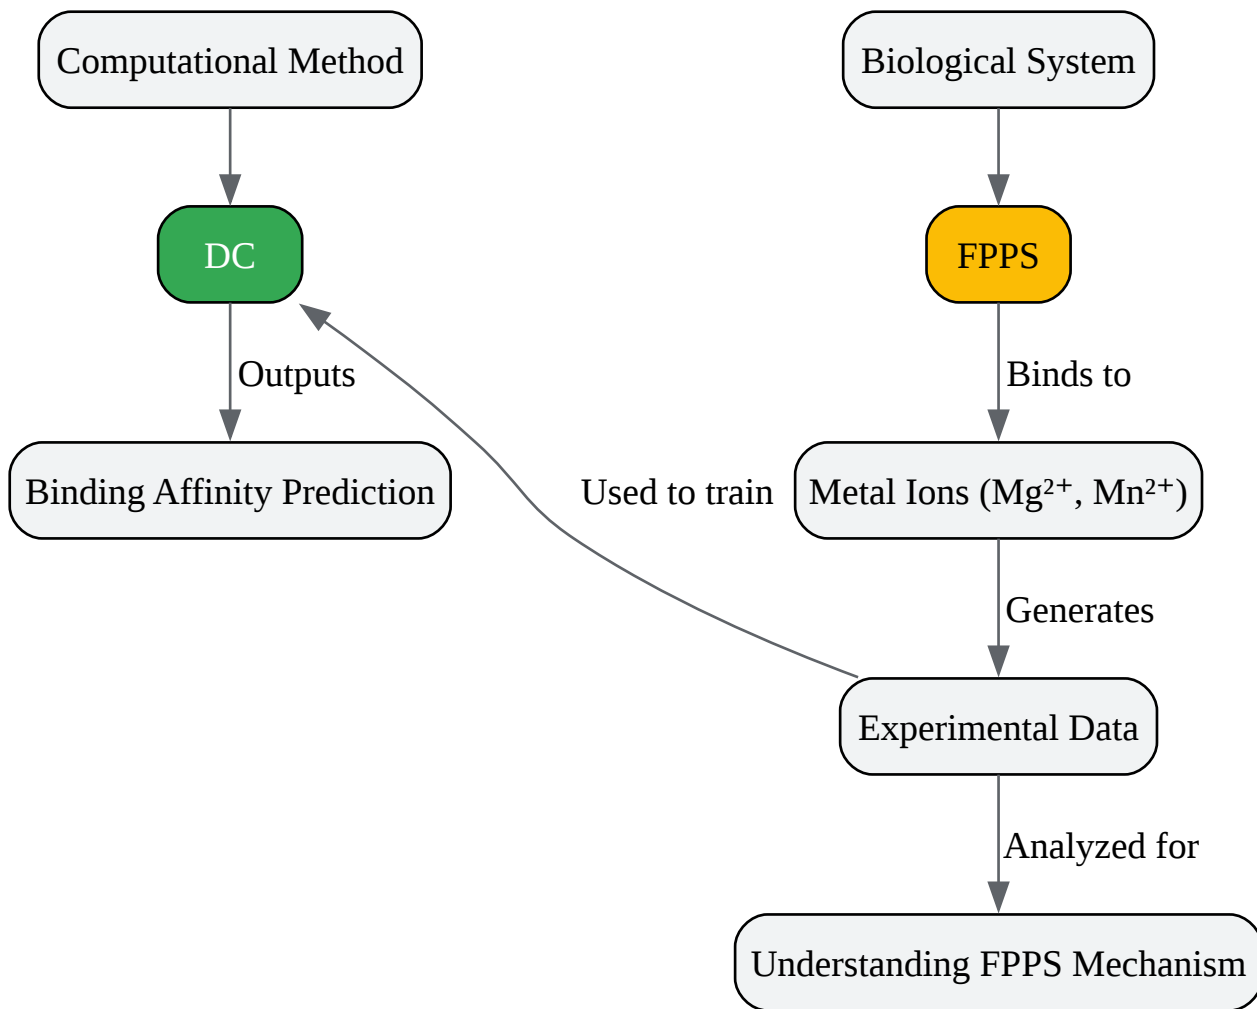 Computational Method
Biological System
DC
FPPS
Outputs
Binds to
Binding Affinity Prediction
Used to train
Metal Ions (Mg²⁺, Mn²⁺)
Generates
Experimental Data
Analyzed for
Understanding FPPS Mechanism